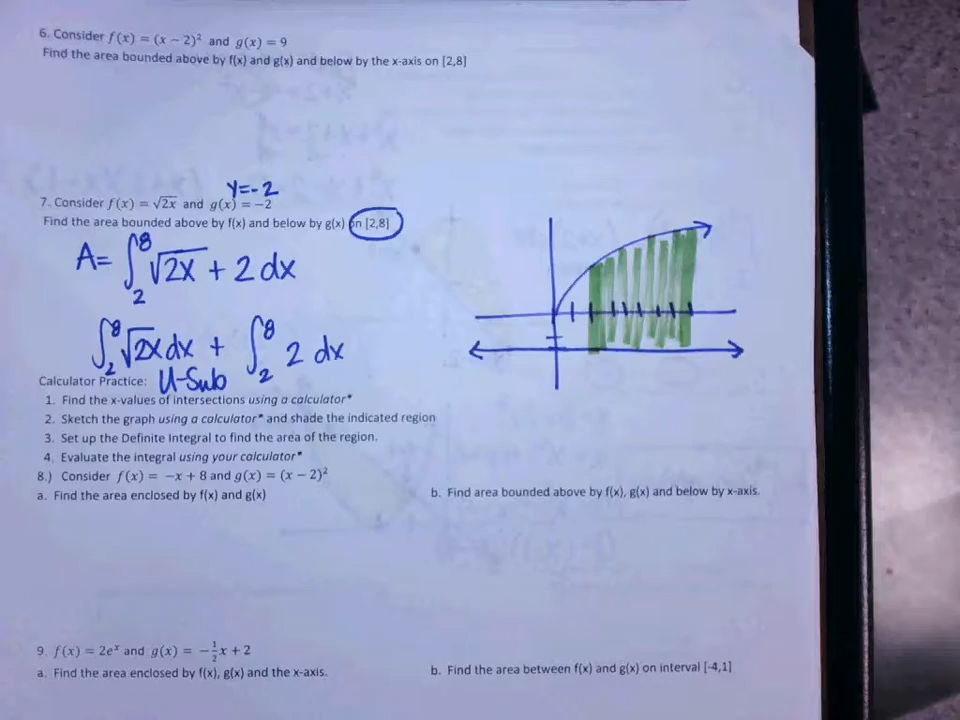 6. Consider f(x) = (x − 2)² and g(x) = 9
Find the area bounded above by f(x) and g(x) and below by the x-axis on [2,8]
y=-2
7. Consider f(x) = √2x and g(x) = −2
Find the area bounded above by f(x) and below by g(x) on [2,8]
A= ∫₂⁸ √2x + 2 dx
∫₂⁸ √2x dx + ∫₂⁸ 2 dx
U-Sub
Calculator Practice:
1. Find the x-values of intersections using a calculator*
2. Sketch the graph using a calculator* and shade the indicated region
3. Set up the Definite Integral to find the area of the region.
4. Evaluate the integral using your calculator*
8.) Consider f(x) = −x + 8 and g(x) = (x − 2)²
a. Find the area enclosed by f(x) and g(x)
b. Find area bounded above by f(x), g(x) and below by x-axis.
9. f(x) = 2eˣ and g(x) = −½x + 2
a. Find the area enclosed by f(x), g(x) and the x-axis.
b. Find the area between f(x) and g(x) on interval [-4,1]